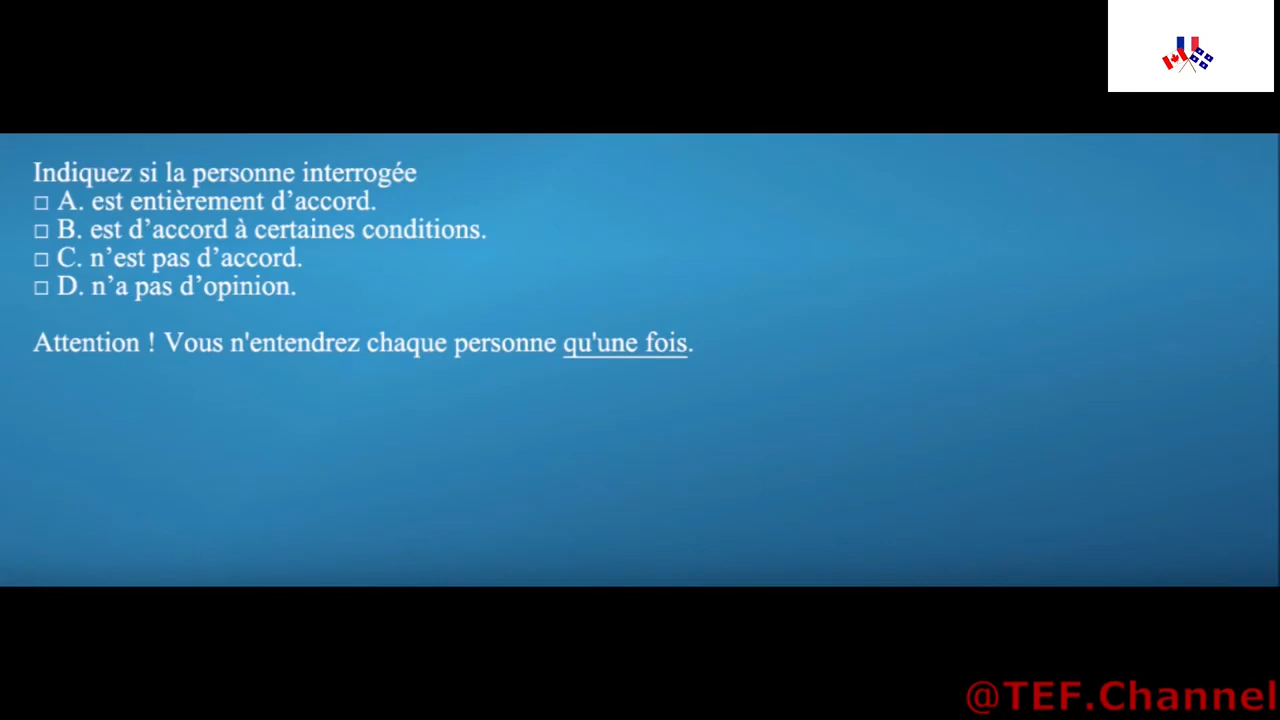 Indiquez si la personne interrogée
□ A. est entièrement d’accord.
□ B. est d’accord à certaines conditions.
□ C. n’est pas d’accord.
□ D. n’a pas d’opinion.
Attention ! Vous n'entendrez chaque personne qu'une fois.
@TEF.Channel